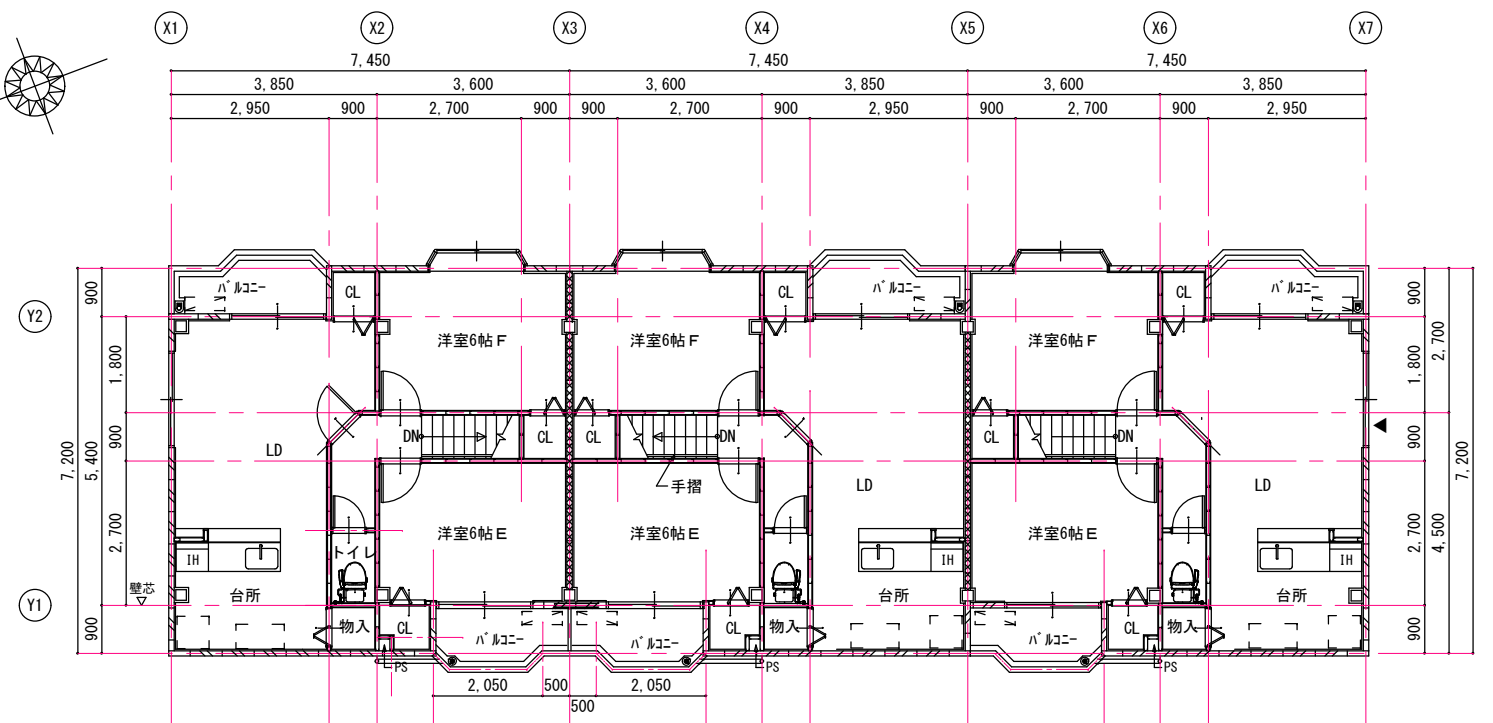 X1 X2 X3 X4 X5 X6 X7
7,450 7,450 7,450
3,850 3,600 3,600 3,850 3,600 3,850
2,950 900 2,700 900 900 2,700 900 2,950 900 2,700 900 2,950
バルコニー CL CL バルコニー CL バルコニー
900 900
Y2
洋室6帖F 洋室6帖F 洋室6帖F
1,800 1,800 2,700
DN CL CL DN CL DN
900 900
LD LD LD
手摺
7,200 5,400 7,200
2,700 2,700 4,500
洋室6帖E 洋室6帖E 洋室6帖E
トイレ
IH IH IH
壁芯
台所 台所 台所
Y1
900 900
物入 CL バルコニー バルコニー CL 物入 バルコニー CL 物入
PS PS PS
2,050 500 2,050
500